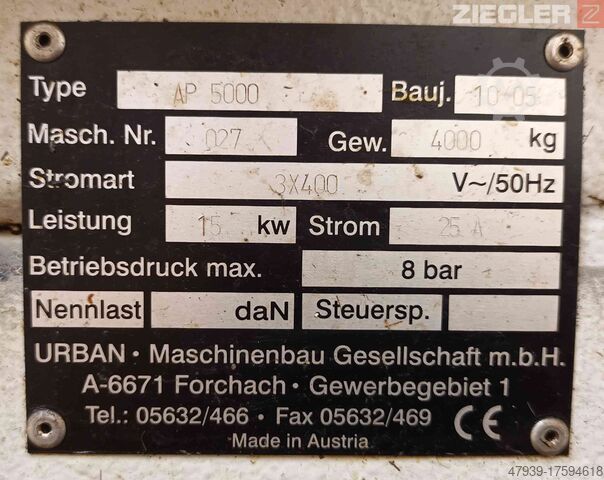 ZIEGLER
Type AP 5000 Bauj. 10 05
Masch. Nr. 027 Gew. 4000 kg
Stromart 3X400 V~/50Hz
Leistung 15 kw Strom 25 A
Betriebsdruck max. 8 bar
Nennlast daN Steuersp.
URBAN · Maschinenbau Gesellschaft m.b.H.
A-6671 Forchach · Gewerbegebiet 1
Tel.: 05632/466 · Fax 05632/469 CE
Made in Austria
47939-17594618